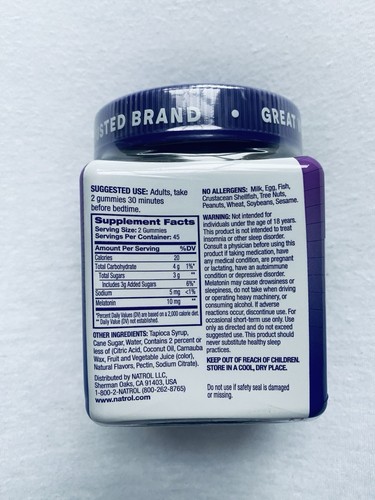 STED BRAND • GREAT
SUGGESTED USE: Adults, take
2 gummies 30 minutes
before bedtime.
Supplement Facts
Serving Size: 2 Gummies
Servings Per Container: 45
Amount Per Serving %DV
Calories 20
Total Carbohydrate 4 g 1%*
Total Sugars 3 g **
Includes 3g Added Sugars 6%*
Sodium 5 mg <1%
Melatonin 10 mg **
*Percent Daily Values (DV) are based on a 2,000 calorie diet.
**Daily Value (DV) not established.
OTHER INGREDIENTS: Tapioca Syrup,
Cane Sugar, Water, Contains 2 percent or
less of (Citric Acid, Coconut Oil, Carnauba
Wax, Fruit and Vegetable Juice (color),
Natural Flavors, Pectin, Sodium Citrate).
Distributed by NATROL LLC,
Sherman Oaks, CA 91403, USA
1-800-2-NATROL (800-262-8765)
www.natrol.com
NO ALLERGENS: Milk, Egg, Fish,
Crustacean Shellfish, Tree Nuts,
Peanuts, Wheat, Soybeans, Sesame.
WARNING: Not intended for
individuals under the age of 18 years.
This product is not intended to treat
insomnia or other sleep disorder.
Consult a physician before using this
product if taking medication, have
any medical condition, are pregnant
or lactating, have an autoimmune
condition or depressive disorder.
Melatonin may cause drowsiness or
sleepiness, do not take when driving
or operating heavy machinery, or
consuming alcohol. If adverse
reactions occur, discontinue use. For
occasional short-term use only. Use
only as directed and do not exceed
suggested use. This product should
never substitute healthy sleep
practices.
KEEP OUT OF REACH OF CHILDREN.
STORE IN A COOL, DRY PLACE.
Do not use if safety seal is damaged
or missing.